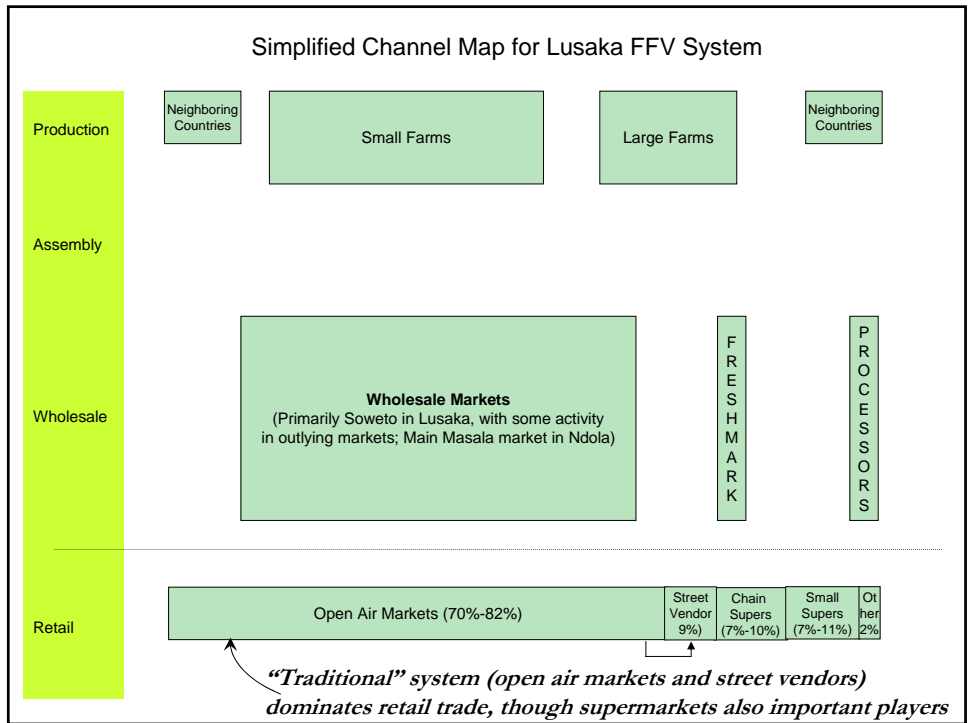 Simplified Channel Map for Lusaka FFV System
Production
Neighboring
Countries
Small Farms
Large Farms
Neighboring
Countries
Assembly
Wholesale
Wholesale Markets
(Primarily Soweto in Lusaka, with some activity
in outlying markets; Main Masala market in Ndola)
F
R
E
S
H
M
A
R
K
P
R
O
C
E
S
S
O
R
S
Retail
Open Air Markets (70%-82%)
Street
Vendor
9%)
Chain
Supers
(7%-10%)
Small
Supers
(7%-11%)
Ot
her
2%
“Traditional” system (open air markets and street vendors)
dominates retail trade, though supermarkets also important players